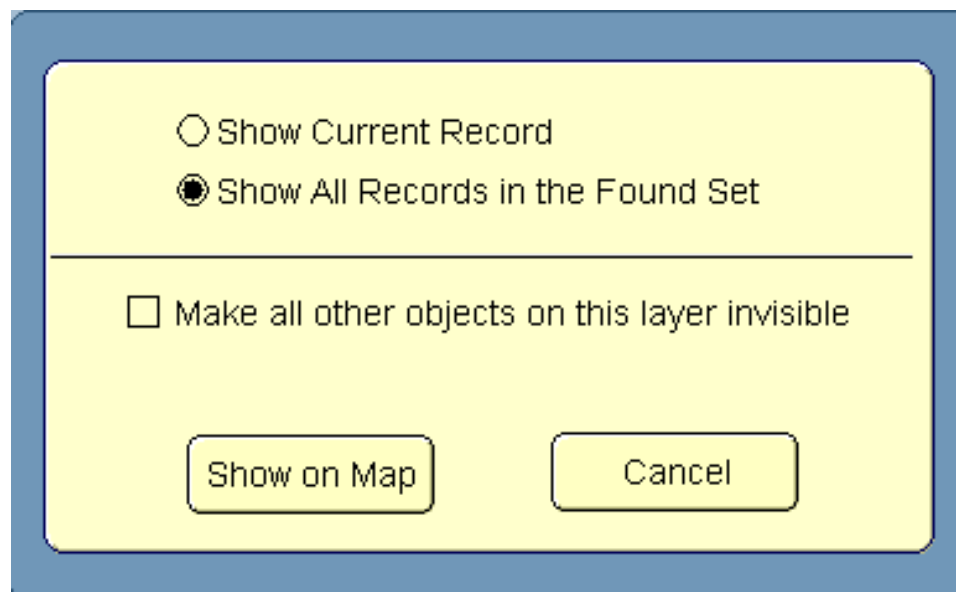 Show Current Record
Show All Records in the Found Set
Make all other objects on this layer invisible
Show on Map
Cancel